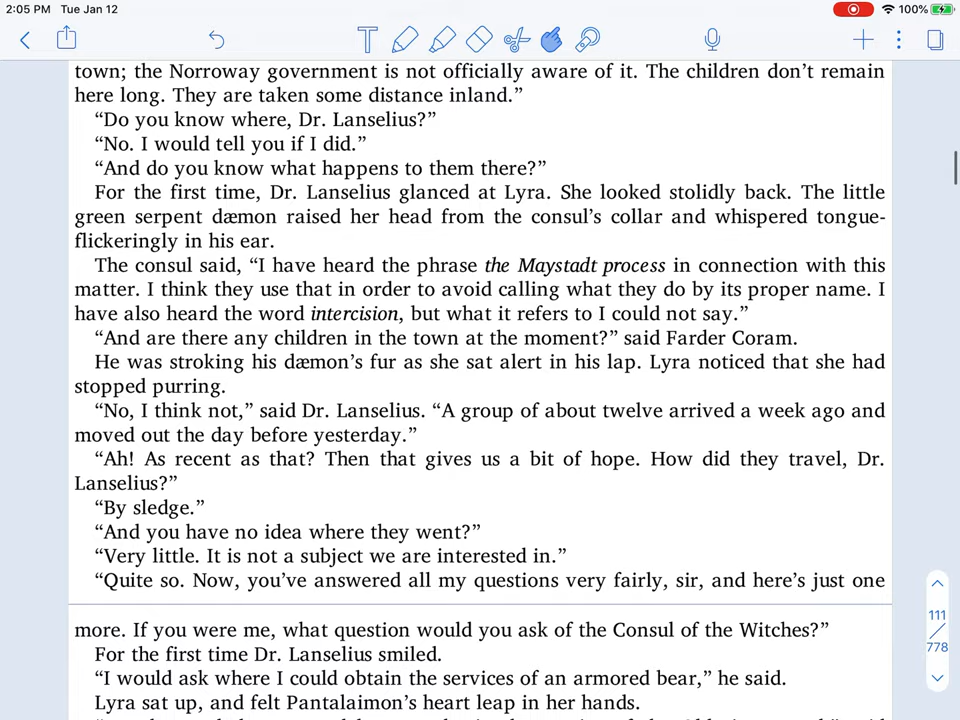 2:05 PM Tue Jan 12
100%
town; the Norroway government is not officially aware of it. The children don’t remain
here long. They are taken some distance inland.”
“Do you know where, Dr. Lanselius?”
“No. I would tell you if I did.”
“And do you know what happens to them there?”
For the first time, Dr. Lanselius glanced at Lyra. She looked stolidly back. The little
green serpent dæmon raised her head from the consul’s collar and whispered tongue-
flickeringly in his ear.
The consul said, “I have heard the phrase the Maystadt process in connection with this
matter. I think they use that in order to avoid calling what they do by its proper name. I
have also heard the word intercision, but what it refers to I could not say.”
“And are there any children in the town at the moment?” said Farder Coram.
He was stroking his dæmon’s fur as she sat alert in his lap. Lyra noticed that she had
stopped purring.
“No, I think not,” said Dr. Lanselius. “A group of about twelve arrived a week ago and
moved out the day before yesterday.”
“Ah! As recent as that? Then that gives us a bit of hope. How did they travel, Dr.
Lanselius?”
“By sledge.”
“And you have no idea where they went?”
“Very little. It is not a subject we are interested in.”
“Quite so. Now, you’ve answered all my questions very fairly, sir, and here’s just one
111
/
778
more. If you were me, what question would you ask of the Consul of the Witches?”
For the first time Dr. Lanselius smiled.
“I would ask where I could obtain the services of an armored bear,” he said.
Lyra sat up, and felt Pantalaimon’s heart leap in her hands.